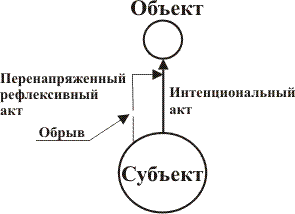 Объект
Перенапряженный
рефлексивный
акт
Интенциональный
акт
Обрыв
Субъект